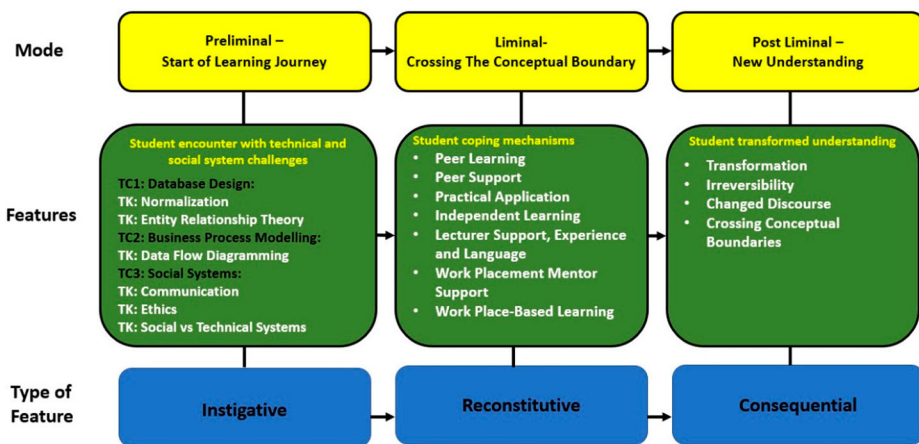 Mode
Preliminal –
Start of Learning Journey
Liminal-
Crossing The Conceptual Boundary
Post Liminal –
New Understanding
Features
Student encounter with technical and
social system challenges
TC1: Database Design:
TK: Normalization
TK: Entity Relationship Theory
TC2: Business Process Modelling:
TK: Data Flow Diagramming
TC3: Social Systems:
TK: Communication
TK: Ethics
TK: Social vs Technical Systems
Student coping mechanisms
• Peer Learning
• Peer Support
• Practical Application
• Independent Learning
• Lecturer Support, Experience
and Language
• Work Placement Mentor
Support
• Work Place-Based Learning
Student transformed understanding
• Transformation
• Irreversibility
• Changed Discourse
• Crossing Conceptual
Boundaries
Type of
Feature
Instigative
Reconstitutive
Consequential